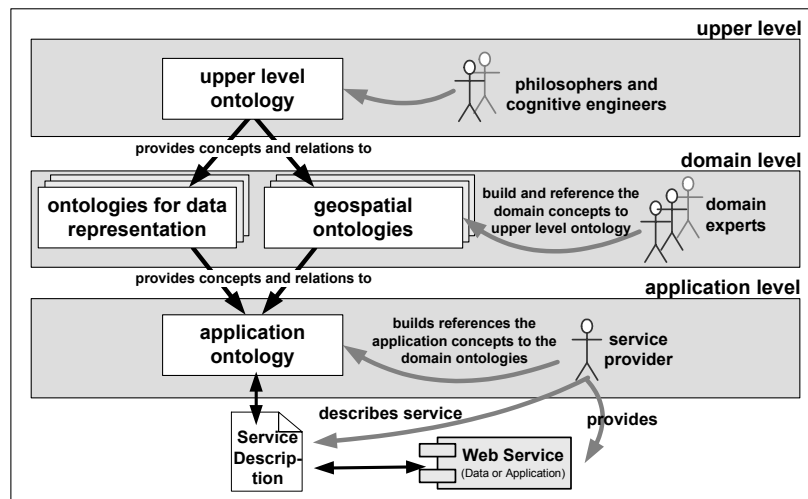 upper level
upper level
ontology
philosophers and
cognitive engineers
provides concepts and relations to
domain level
ontologies for data
representation
geospatial
ontologies
build and reference the
domain concepts to
upper level ontology
domain
experts
provides concepts and relations to
application level
application
ontology
builds references the
application concepts to the
domain ontologies
service
provider
describes service
provides
Service
Descrip-
tion
Web Service
(Data or Application)